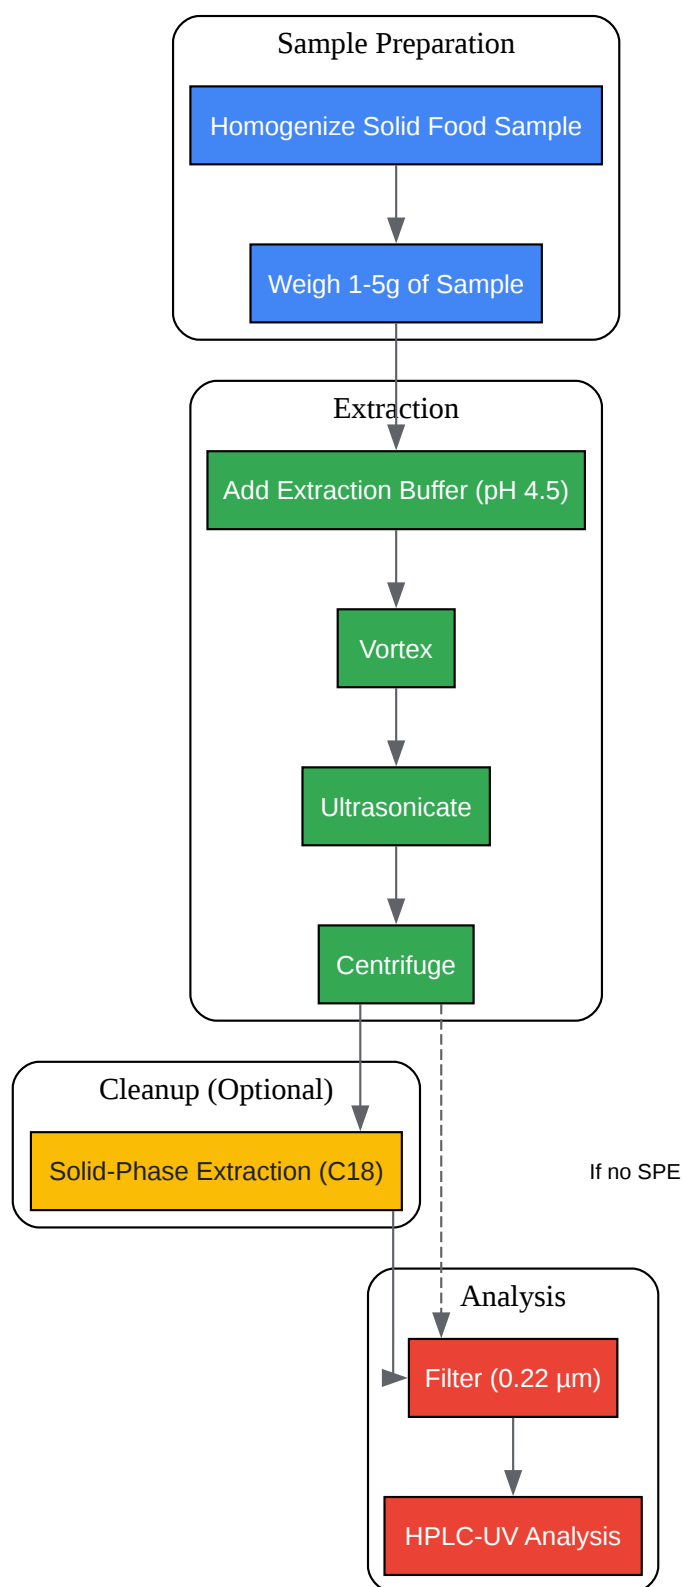 Sample Preparation
Homogenize Solid Food Sample
Weigh 1-5g of Sample
Extraction
Add Extraction Buffer (pH 4.5)
Vortex
Ultrasonicate
Centrifuge
Cleanup (Optional)
Solid-Phase Extraction (C18)
If no SPE
Analysis
Filter (0.22 µm)
HPLC-UV Analysis